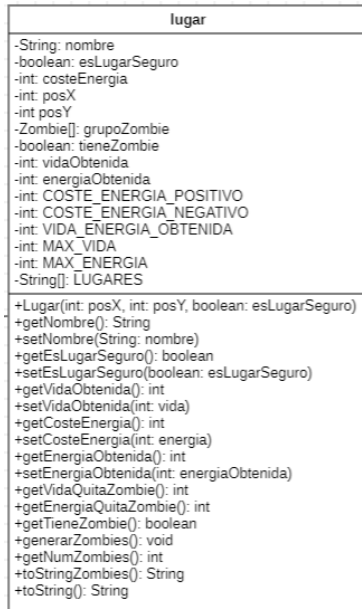 lugar
-String: nombre
-boolean: esLugarSeguro
-int: costeEnergia
-int: posX
-int posY
-Zombie[]: grupoZombie
-boolean: tieneZombie
-int: vidaObtenida
-int: energiaObtenida
-int: COSTE_ENERGIA_POSITIVO
-int: COSTE_ENERGIA_NEGATIVO
-int: VIDA_ENERGIA_OBTENIDA
-int: MAX_VIDA
-int: MAX_ENERGIA
-String[]: LUGARES
+Lugar(int: posX, int: posY, boolean: esLugarSeguro)
+getNombre(): String
+setNombre(String: nombre)
+getEsLugarSeguro(): boolean
+setEsLugarSeguro(boolean: esLugarSeguro)
+getVidaObtenida(): int
+setVidaObtenida(int: vida)
+getCosteEnergia(): int
+setCosteEnergia(int: energia)
+getEnergiaObtenida(): int
+setEnergiaObtenida(int: energiaObtenida)
+getVidaQuitaZombie(): int
+getEnergiaQuitaZombie(): int
+getTieneZombie(): boolean
+generarZombies(): void
+getNumZombies(): int
+toStringZombies(): String
+toString(): String